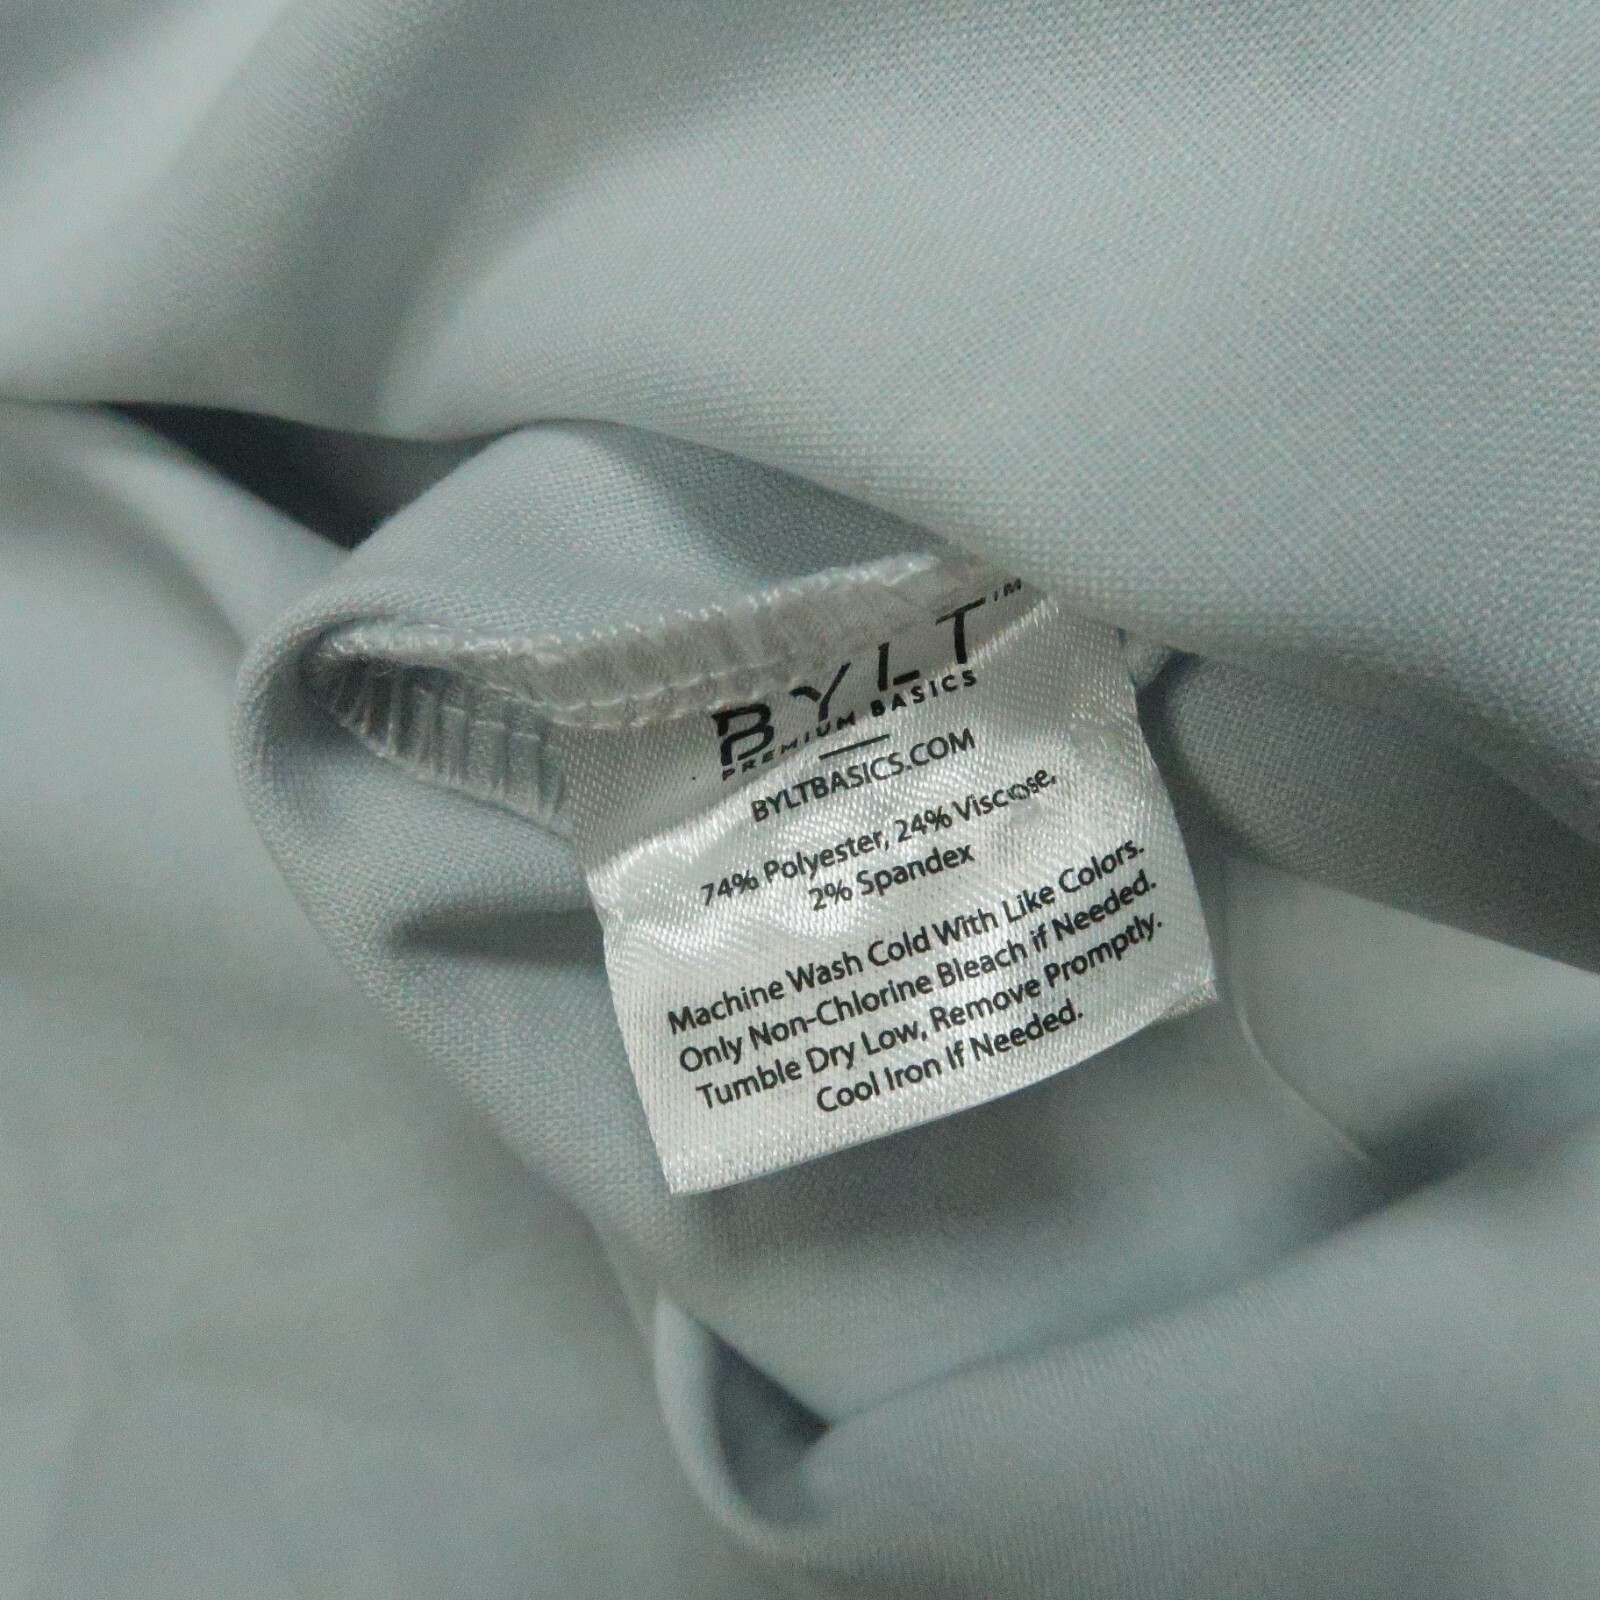 BYLT™
PREMIUM BASICS
BYLTBASICS.COM
74% Polyester, 24% Viscose,
2% Spandex
Machine Wash Cold With Like Colors.
Only Non-Chlorine Bleach if Needed.
Tumble Dry Low, Remove Promptly.
Cool Iron If Needed.